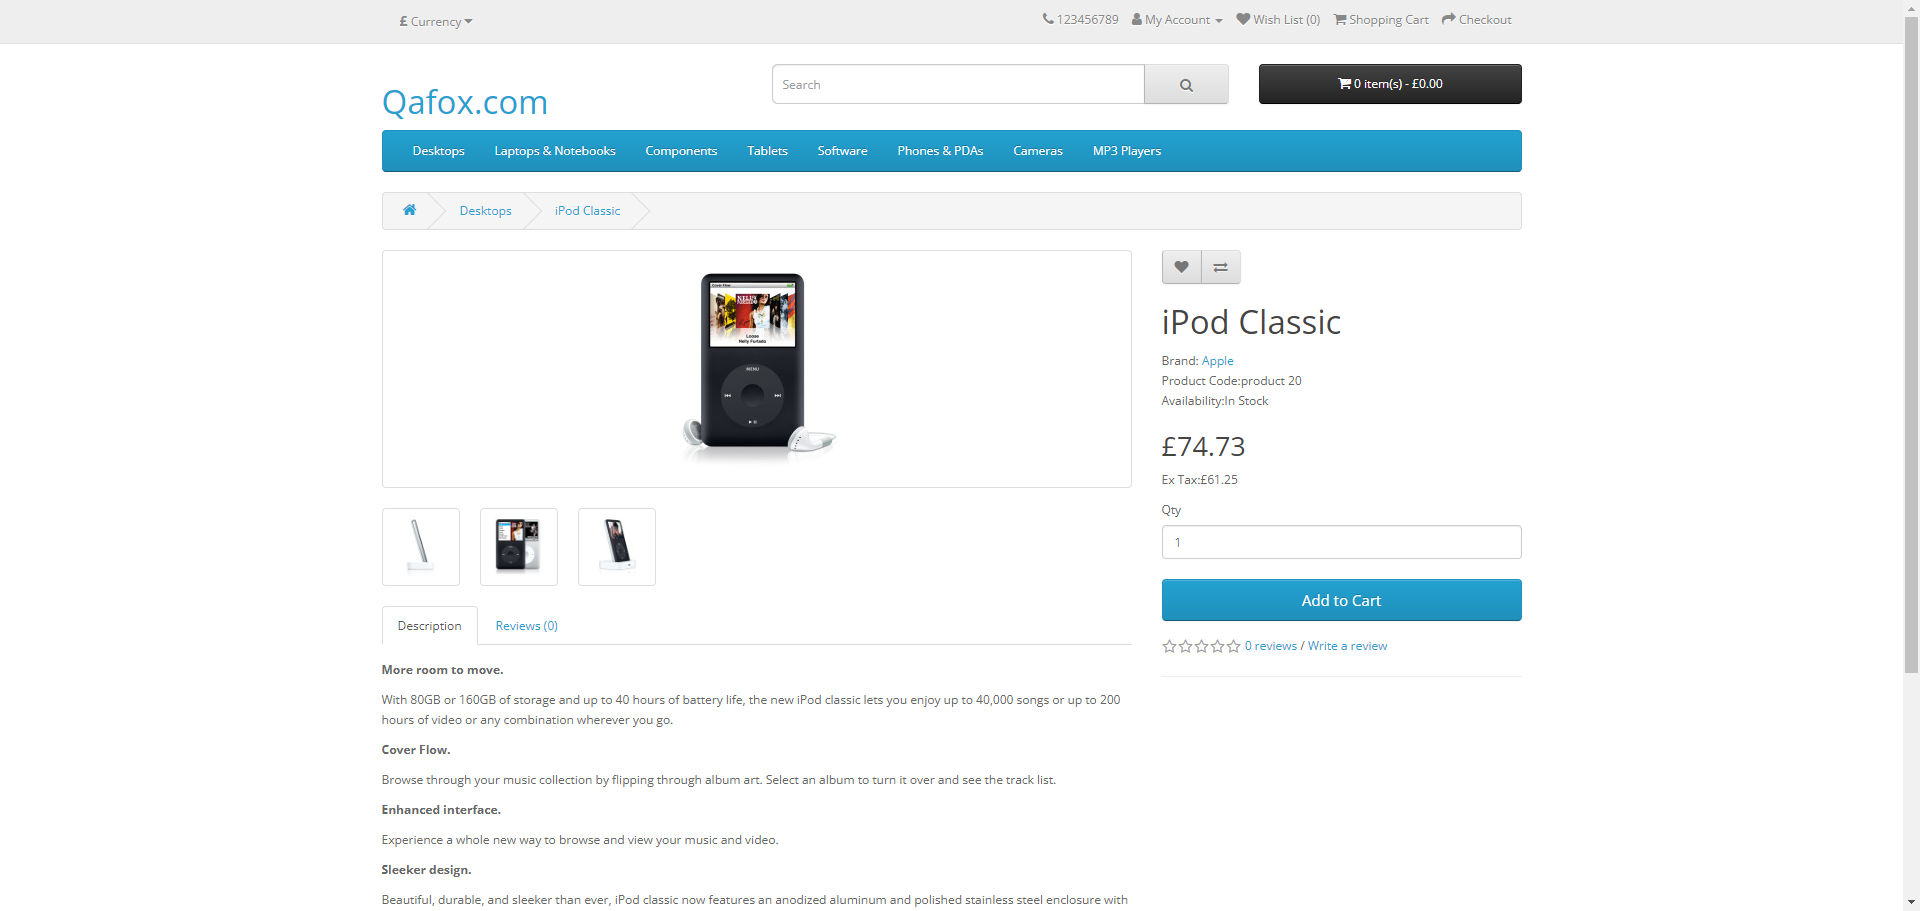 £ Currency
123456789 My Account Wish List (0) Shopping Cart Checkout
Qafox.com
Search
0 item(s) - £0.00
Desktops Laptops & Notebooks Components Tablets Software Phones & PDAs Cameras MP3 Players
Desktops iPod Classic
Cover Flow
Loose
Nelly Furtado
MENU
iPod Classic
Brand: Apple
Product Code:product 20
Availability:In Stock
£74.73
Ex Tax:£61.25
Qty
1
Add to Cart
0 reviews / Write a review
Description Reviews (0)
More room to move.
With 80GB or 160GB of storage and up to 40 hours of battery life, the new iPod classic lets you enjoy up to 40,000 songs or up to 200
hours of video or any combination wherever you go.
Cover Flow.
Browse through your music collection by flipping through album art. Select an album to turn it over and see the track list.
Enhanced interface.
Experience a whole new way to browse and view your music and video.
Sleeker design.
Beautiful, durable, and sleeker than ever, iPod classic now features an anodized aluminum and polished stainless steel enclosure with